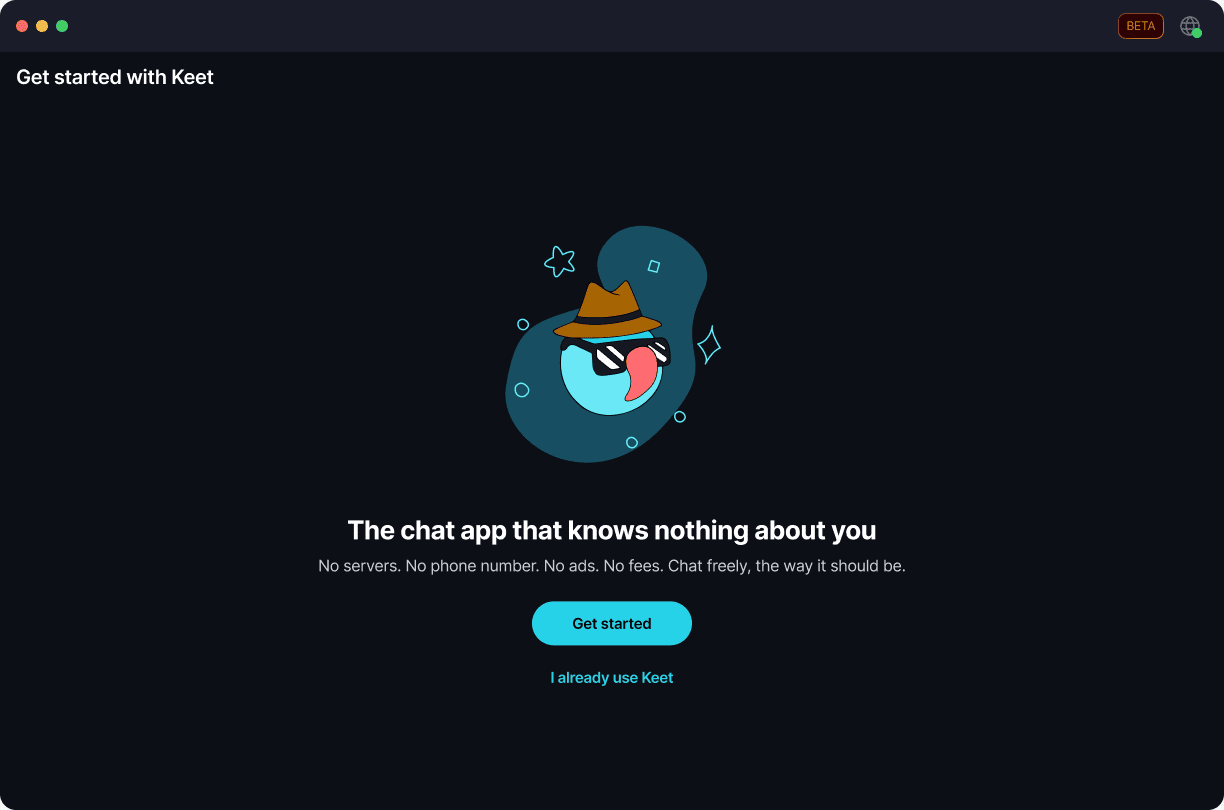 BETA
Get started with Keet
The chat app that knows nothing about you
No servers. No phone number. No ads. No fees. Chat freely, the way it should be.
Get started
I already use Keet